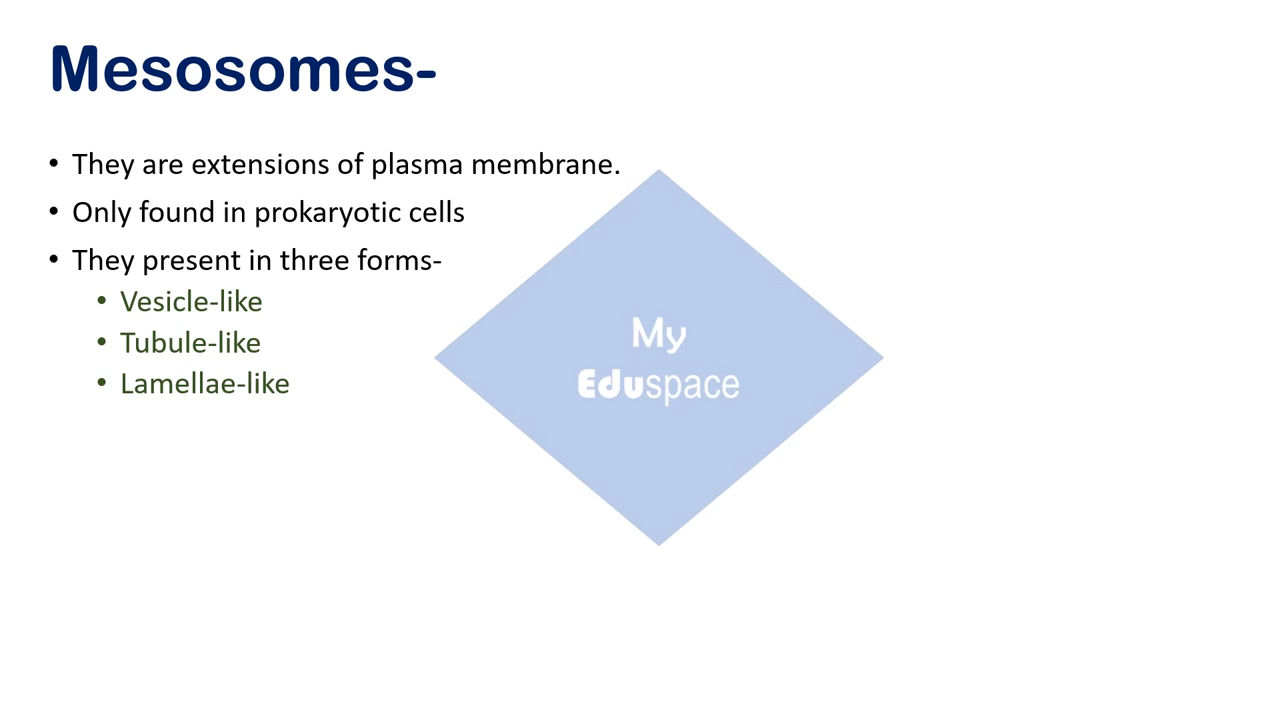 Mesosomes-
• They are extensions of plasma membrane.
• Only found in prokaryotic cells
• They present in three forms-
• Vesicle-like
• Tubule-like
• Lamellae-like
My
Eduspace